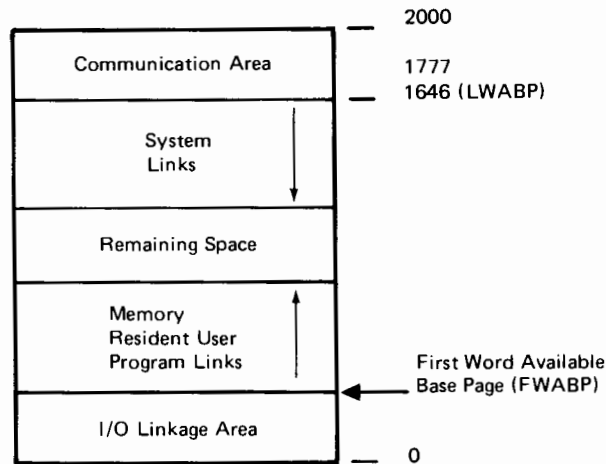 2000
Communication Area
1777
1646 (LWABP)
System
Links
Remaining Space
Memory
Resident User
Program Links
First Word Available
Base Page (FWABP)
I/O Linkage Area
0